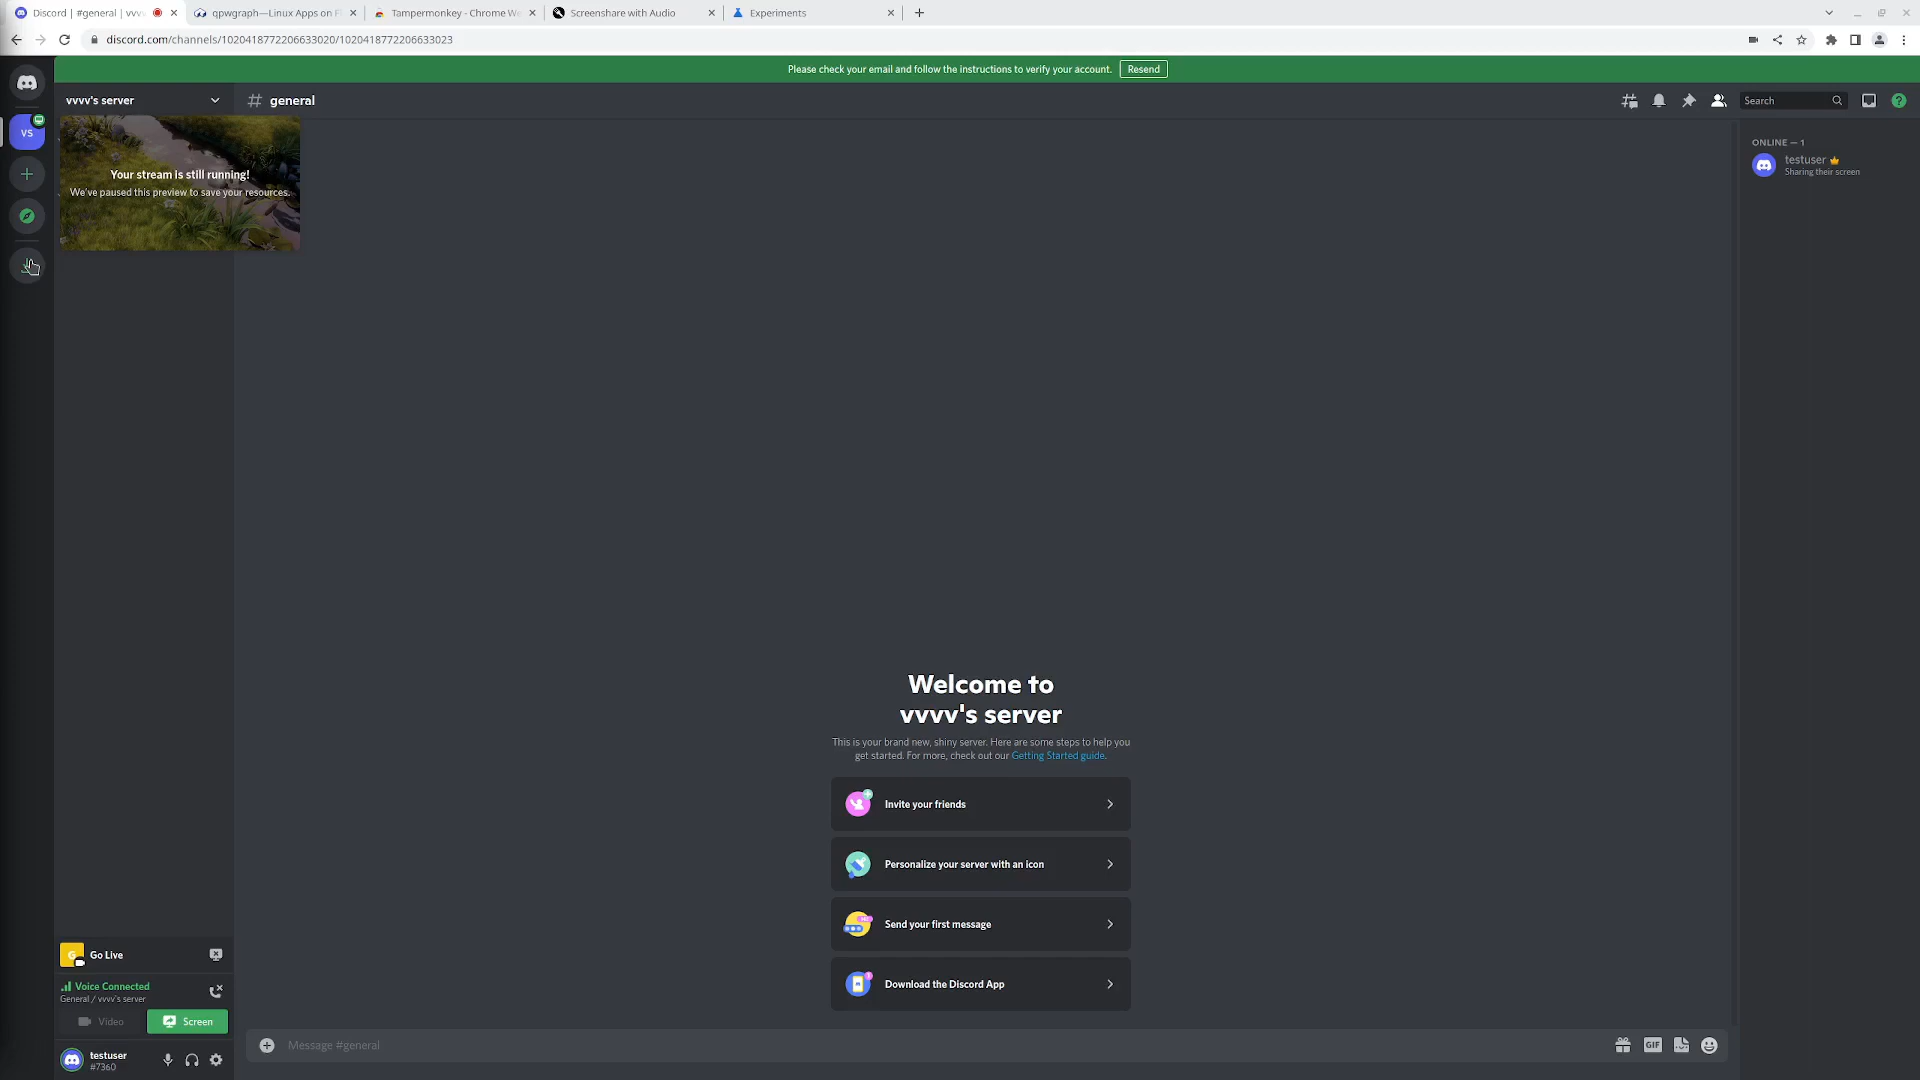 Discord | #general | vvvv
qpwgraph—Linux Apps on F
Tampermonkey - Chrome We
Screenshare with Audio
Experiments
discord.com/channels/1020418772206633020/1020418772206633023
Please check your email and follow the instructions to verify your account.
Resend
vvvv's server
general
Search
VS
Your stream is still running!
We've paused this preview to save your resources.
ONLINE — 1
testuser
Sharing their screen
Welcome to
vvvv's server
This is your brand new, shiny server. Here are some steps to help you
get started. For more, check out our Getting Started guide.
Invite your friends
Personalize your server with an icon
Send your first message
Download the Discord App
G
Go Live
Voice Connected
General / vvvv's server
Video
Screen
testuser
#7360
Message #general
GIF